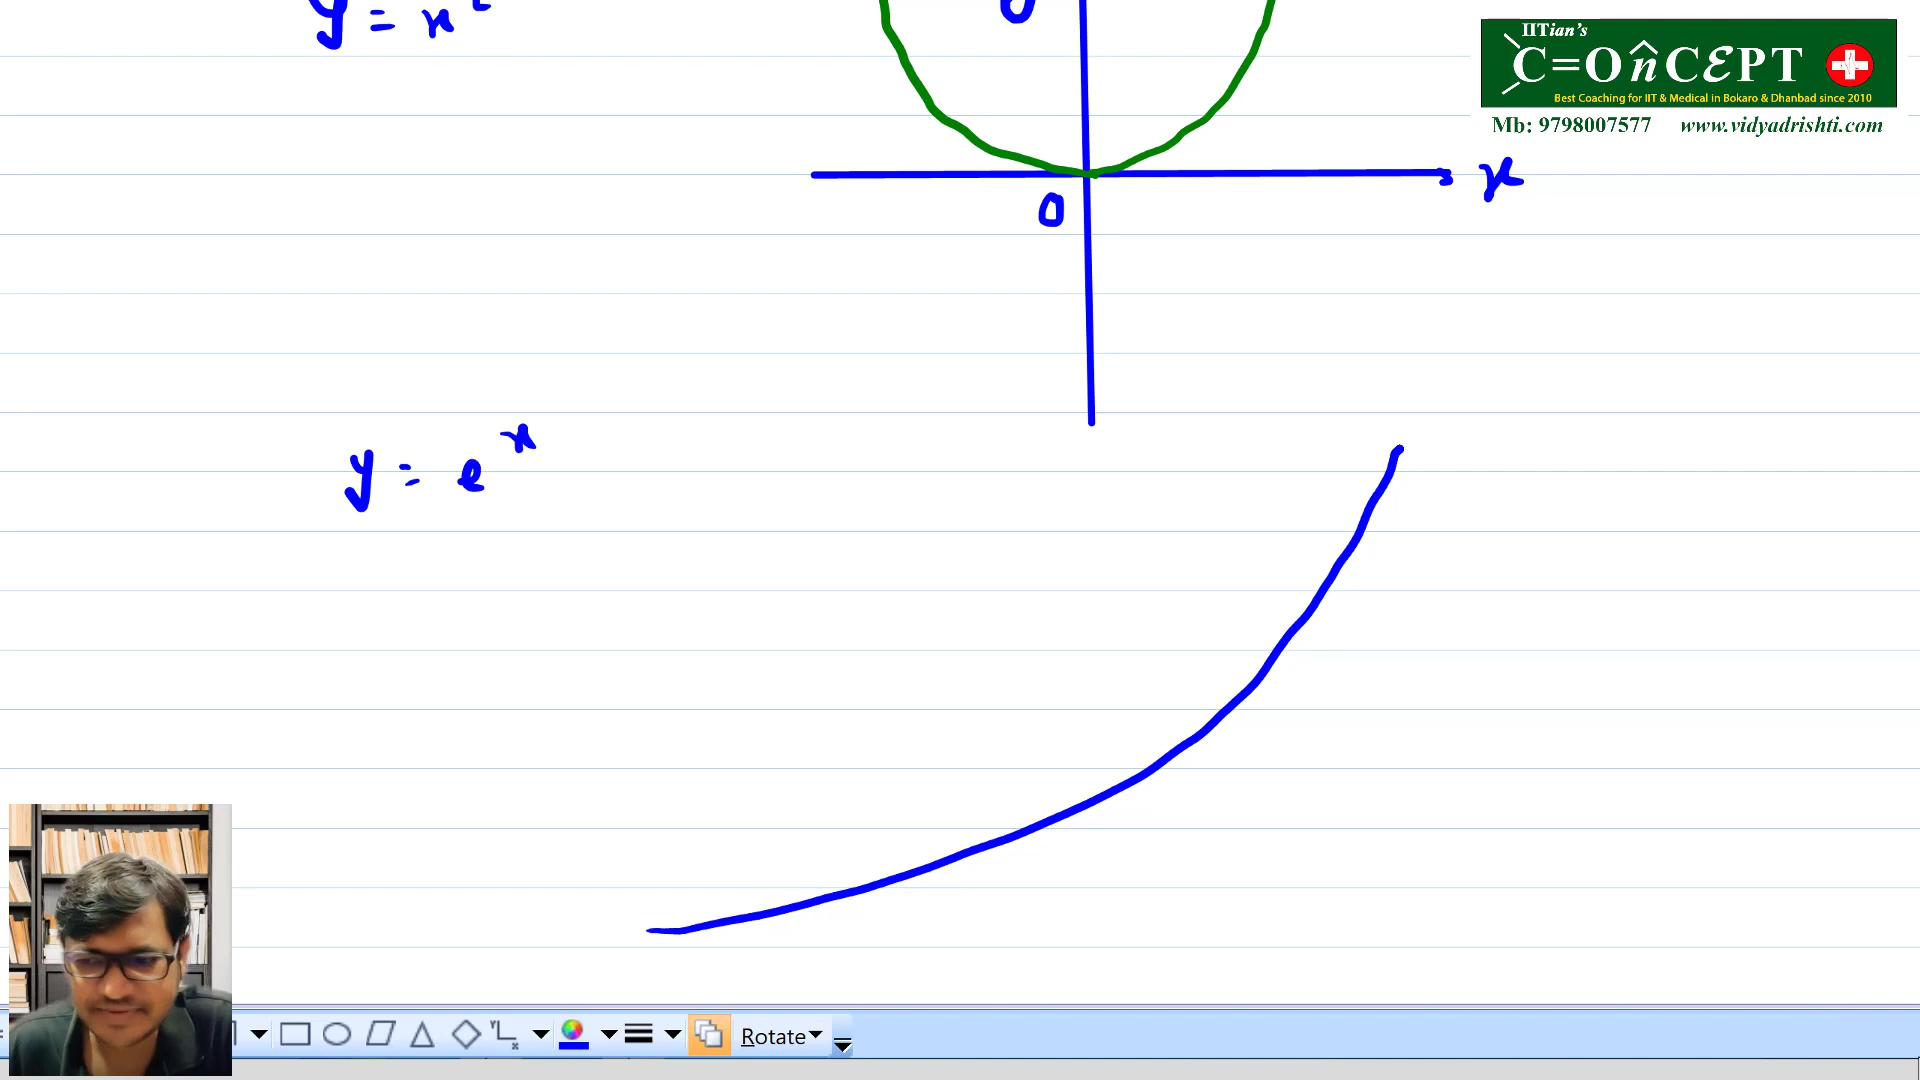 y = x²
y
IITian's
C=OnCEPT
Best Coaching for IIT & Medical in Bokaro & Dhanbad since 2010
Mb: 9798007577 www.vidyadrishti.com
x
0
y = e^x
Rotate